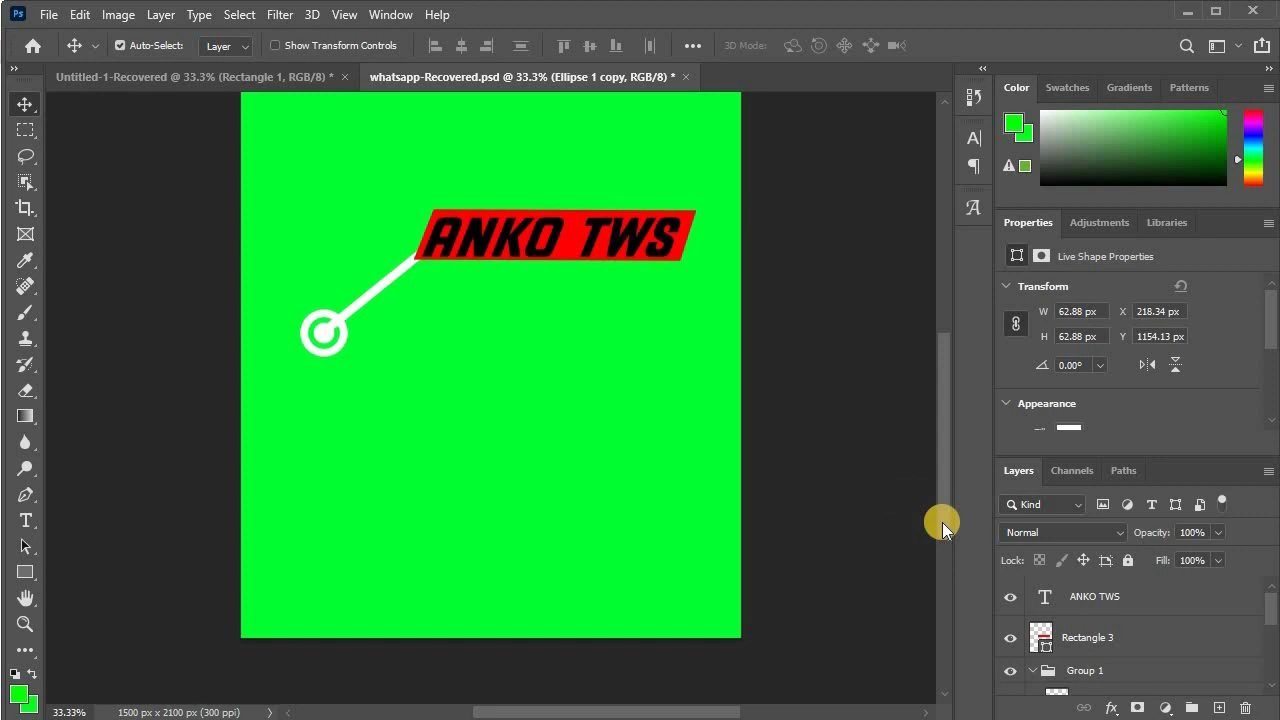 Ps File Edit Image Layer Type Select Filter 3D View Window Help
Auto-Select: Layer Show Transform Controls 3D Mode:
Untitled-1-Recovered @ 33.3% (Rectangle 1, RGB/8) * × whatsapp-Recovered.psd @ 33.3% (Ellipse 1 copy, RGB/8) * ×
Color Swatches Gradients Patterns
ANKO TWS
Properties Adjustments Libraries
Live Shape Properties
Transform
W 62.88 px X 218.34 px
H 62.88 px Y 1154.13 px
0.00°
Appearance
Layers Channels Paths
Kind
Normal Opacity: 100%
Lock: Fill: 100%
ANKO TWS
Rectangle 3
Group 1
33.33% 1500 px x 2100 px (300 ppi)